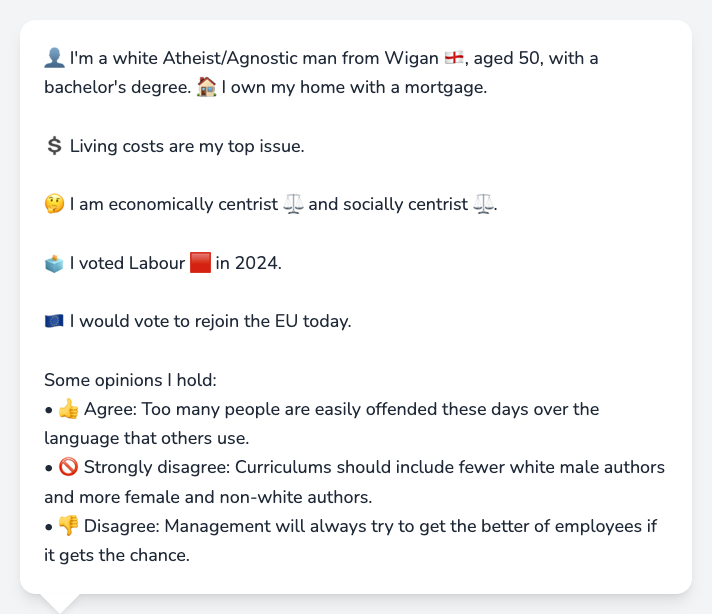 👤 I'm a white Atheist/Agnostic man from Wigan 🏴󠁧󠁢󠁥󠁮󠁧󠁿, aged 50, with a
bachelor's degree. 🏠 I own my home with a mortgage.
💲 Living costs are my top issue.
🤔 I am economically centrist ⚖️ and socially centrist ⚖️.
🗳️ I voted Labour 🟥 in 2024.
🇪🇺 I would vote to rejoin the EU today.
Some opinions I hold:
• 👍 Agree: Too many people are easily offended these days over the
language that others use.
• 🚫 Strongly disagree: Curriculums should include fewer white male authors
and more female and non-white authors.
• 👎 Disagree: Management will always try to get the better of employees if
it gets the chance.